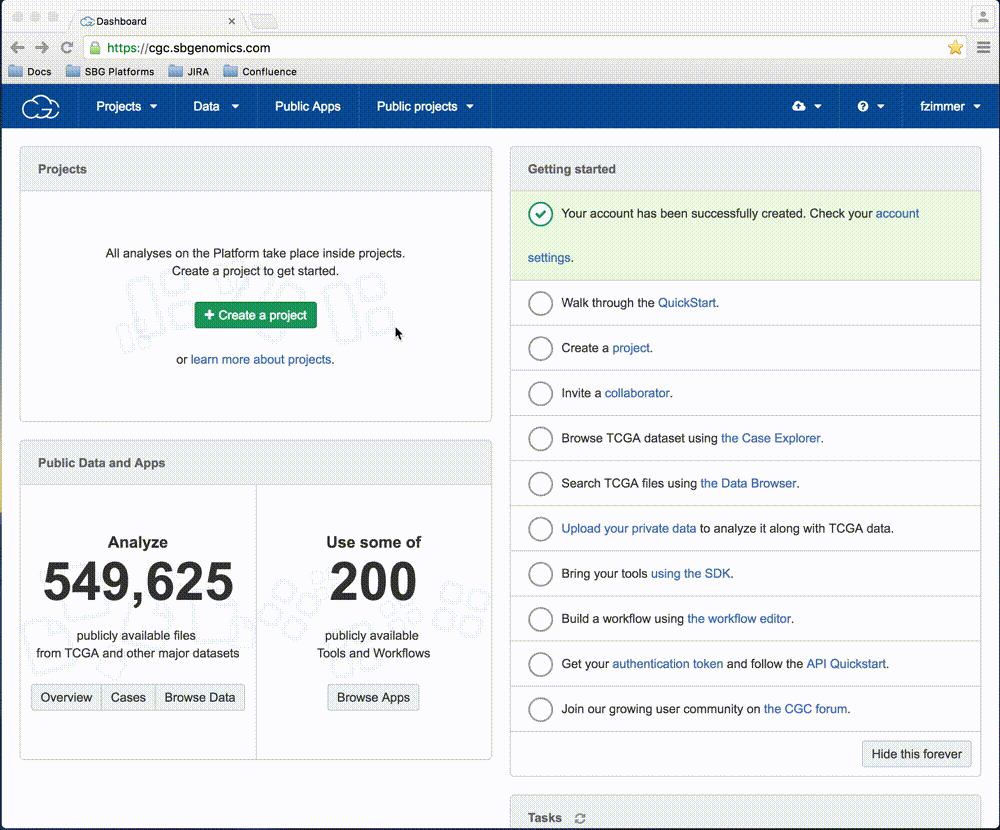 Dashboard
https://cgc.sbgenomics.com
Docs SBG Platforms JIRA Confluence
Projects Data Public Apps Public projects fzimmer
Projects
All analyses on the Platform take place inside projects.
Create a project to get started.
+ Create a project
or learn more about projects.
Public Data and Apps
Analyze
549,625
publicly available files
from TCGA and other major datasets
Overview Cases Browse Data
Use some of
200
publicly available
Tools and Workflows
Browse Apps
Getting started
Your account has been successfully created. Check your account
settings.
Walk through the QuickStart.
Create a project.
Invite a collaborator.
Browse TCGA dataset using the Case Explorer.
Search TCGA files using the Data Browser.
Upload your private data to analyze it along with TCGA data.
Bring your tools using the SDK.
Build a workflow using the workflow editor.
Get your authentication token and follow the API Quickstart.
Join our growing user community on the CGC forum.
Hide this forever
Tasks